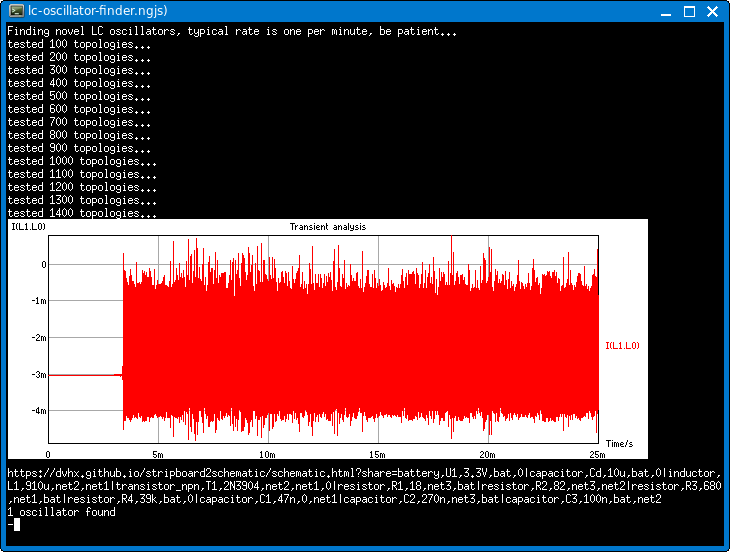 lc-oscillator-finder.ngjs)
Finding novel LC oscillators, typical rate is one per minute, be patient...
tested 100 topologies...
tested 200 topologies...
tested 300 topologies...
tested 400 topologies...
tested 500 topologies...
tested 600 topologies...
tested 700 topologies...
tested 800 topologies...
tested 900 topologies...
tested 1000 topologies...
tested 1100 topologies...
tested 1200 topologies...
tested 1300 topologies...
tested 1400 topologies...
I(L1.L0)
Transient analysis
0
-1m
-2m
I(L1.L0)
-3m
-4m
Time/s
0
5m
10m
15m
20m
25m
https://dvhx.github.io/stripboard2schematic/schematic.html?share=battery,U1,3.3V,bat,0|capacitor,Cd,10u,bat,0|inductor,
L1,910u,net2,net1|transistor_npn,T1,2N3904,net2,net1,0|resistor,R1,18,net3,bat|resistor,R2,82,net3,net2|resistor,R3,680
,net1,bat|resistor,R4,39k,bat,0|capacitor,C1,47n,0,net1|capacitor,C2,270n,net3,bat|capacitor,C3,100n,bat,net2
1 oscillator found
-